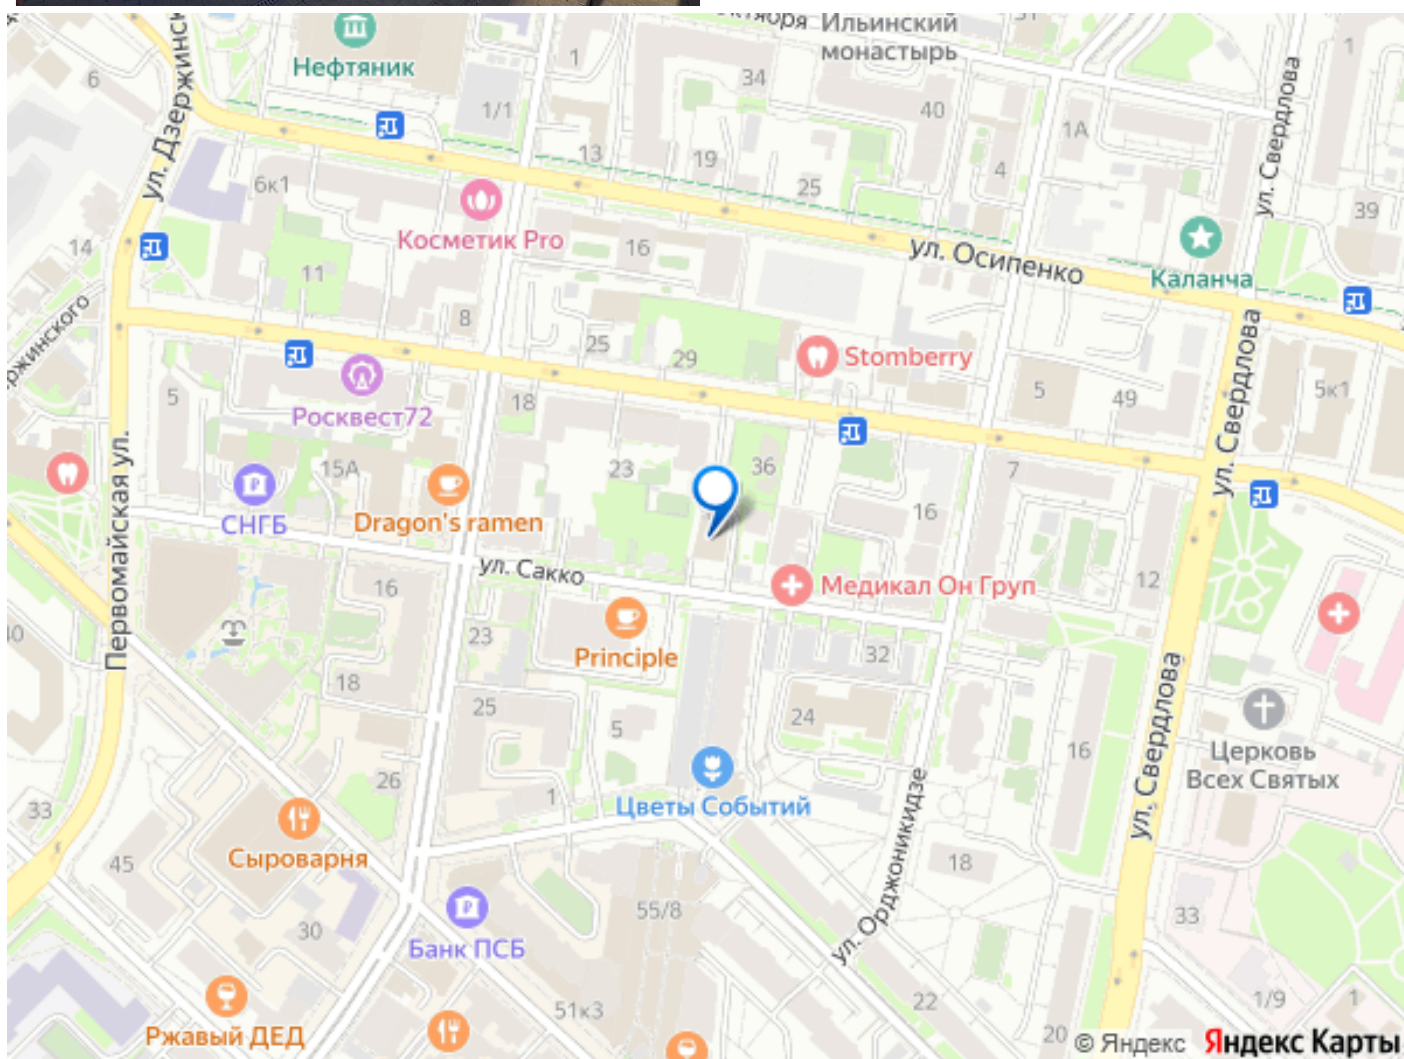 Ильинский
монастырь
1
31
1
ул. Дзержинск
6
Нефтяник
34
1/1
40
1А
ул. Свердлова
13
19
4
25
6к1
39
Косметик Pro
16
ул. Осипенко
Каланча
14
11
8
25
29
Stomberry
5
49
5к1
ул. Свердлова
5
Росквест72
18
15А
23
36
7
СНГБ
Dragon's ramen
16
Первомайская ул.
ул. Сакко
16
Медикал Он Груп
12
23
Principle
32
18
25
5
24
16
Церковь
Всех Святых
ул. Свердлова
26
1
Цветы Событий
33
Сыроварня
45
18
ул. Орджоникидзе
30
Банк ПСБ
55/8
33
51к3
22
1/9
1
Ржавый ДЕД
20
© Яндекс Яндекс Карты